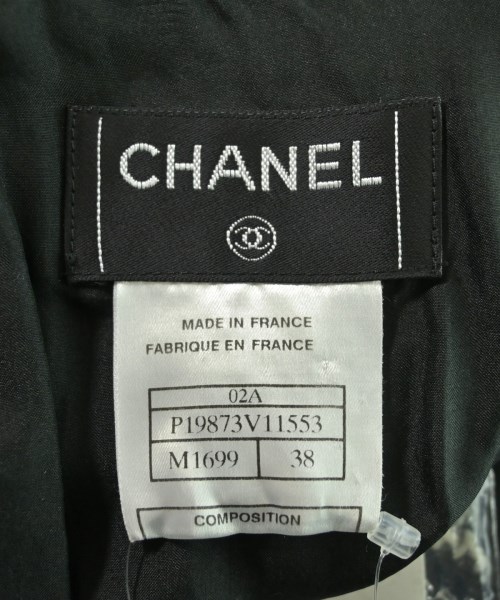 CHANEL
MADE IN FRANCE
FABRIQUE EN FRANCE
02A
P19873V11553
M1699 38
COMPOSITION